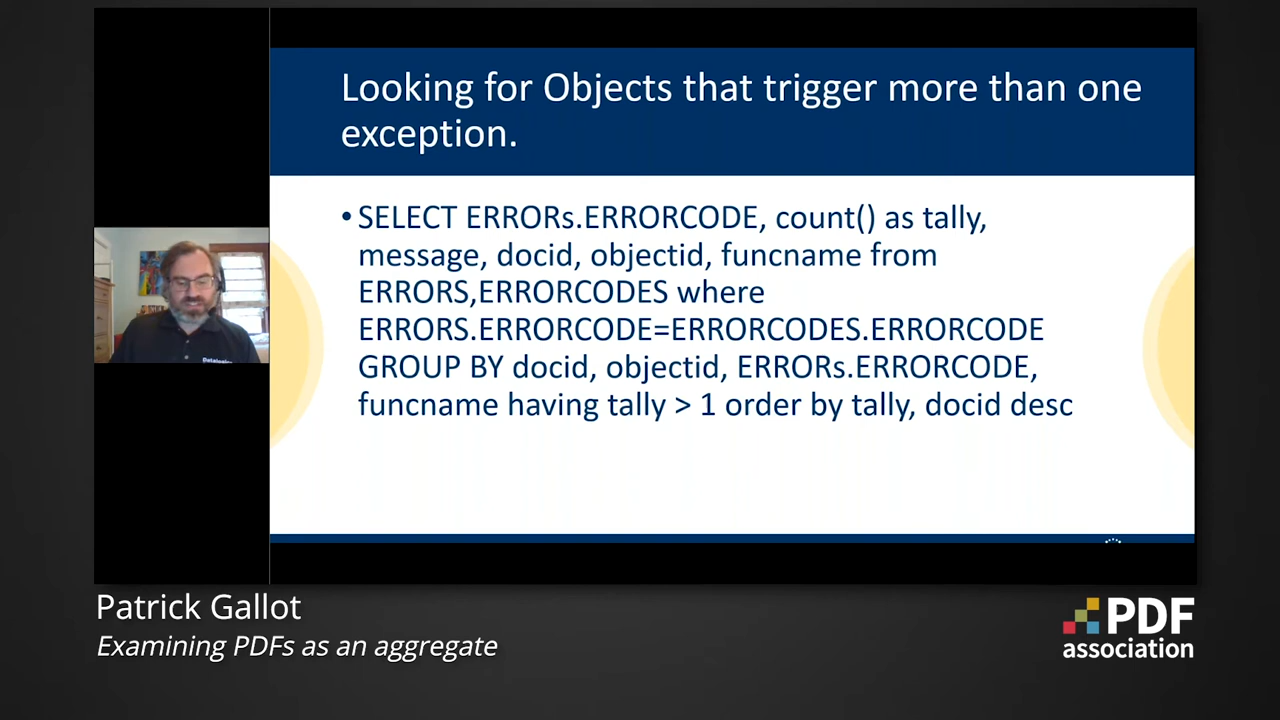 Looking for Objects that trigger more than one
exception.
• SELECT ERRORs.ERRORCODE, count() as tally,
message, docid, objectid, funcname from
ERRORS,ERRORCODES where
ERRORS.ERRORCODE=ERRORCODES.ERRORCODE
GROUP BY docid, objectid, ERRORs.ERRORCODE,
funcname having tally > 1 order by tally, docid desc
Patrick Gallot
Examining PDFs as an aggregate
PDF
association